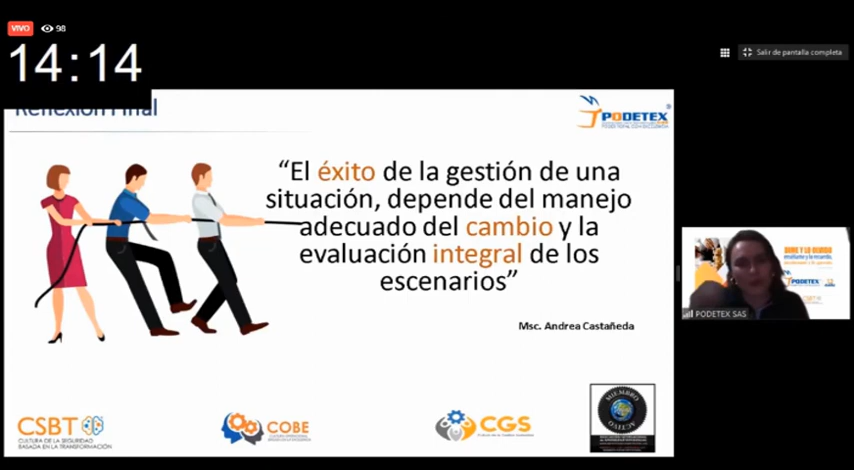 VIVO 98
14:14
Salir de pantalla completa
Reflexión Final
PODETEX
“El éxito de la gestión de una
situación, depende del manejo
adecuado del cambio y la
evaluación integral de los
escenarios”
Msc. Andrea Castañeda
PODETEX
PODETEX SAS
CSBT
CULTURA DE LA SEGURIDAD
BASADA EN LA TRANSFORMACIÓN
COBE
CGS
MIEMBRO
ACTIVO